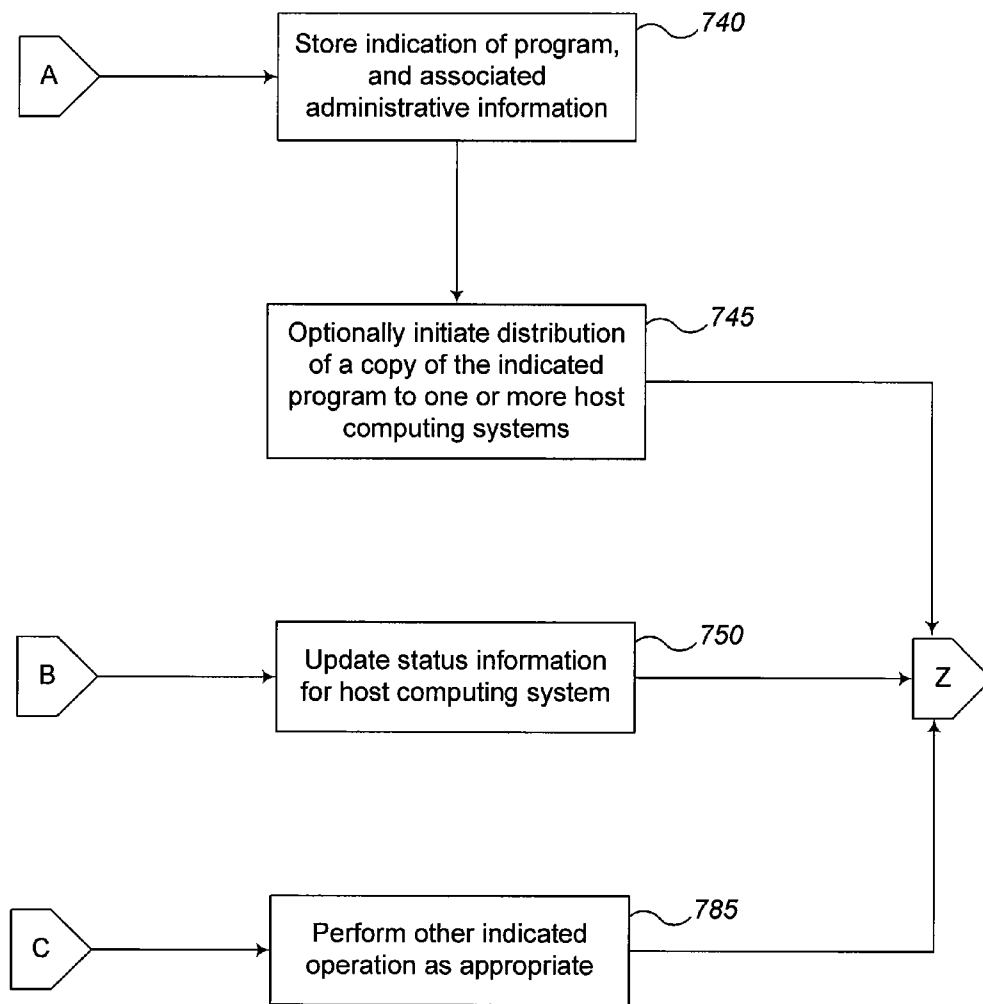 740
A
Store indication of program,
and associated
administrative information
745
Optionally initiate distribution
of a copy of the indicated
program to one or more host
computing systems
750
B
Update status information
for host computing system
Z
785
C
Perform other indicated
operation as appropriate